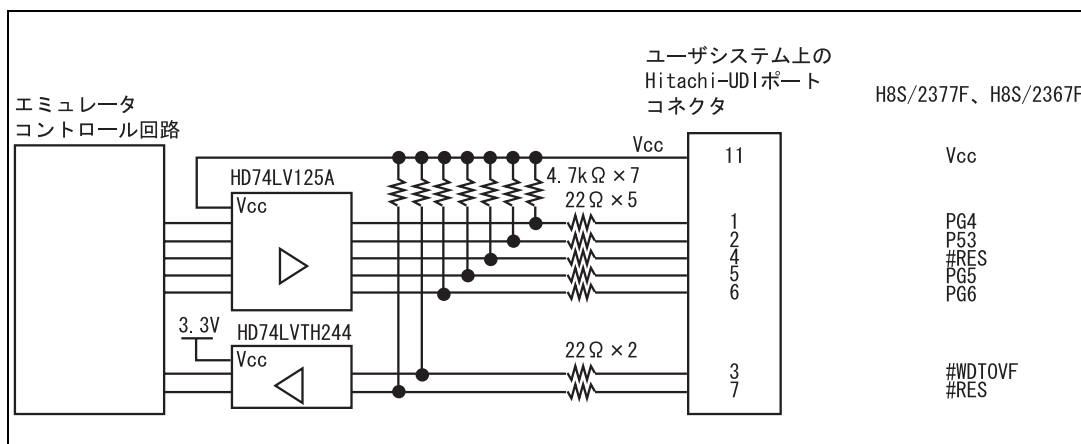 ユーザシステム上の
Hitachi-UDIポート
コネクタ
H8S/2377F、H8S/2367F
エミュレータ
コントロール回路
Vcc
11
Vcc
HD74LV125A
Vcc
4.7kΩ×7
22Ω×5
1
PG4
2
P53
4
#RES
5
PG5
6
PG6
3.3V
HD74LVTH244
Vcc
22Ω×2
3
#WDTOVF
7
#RES